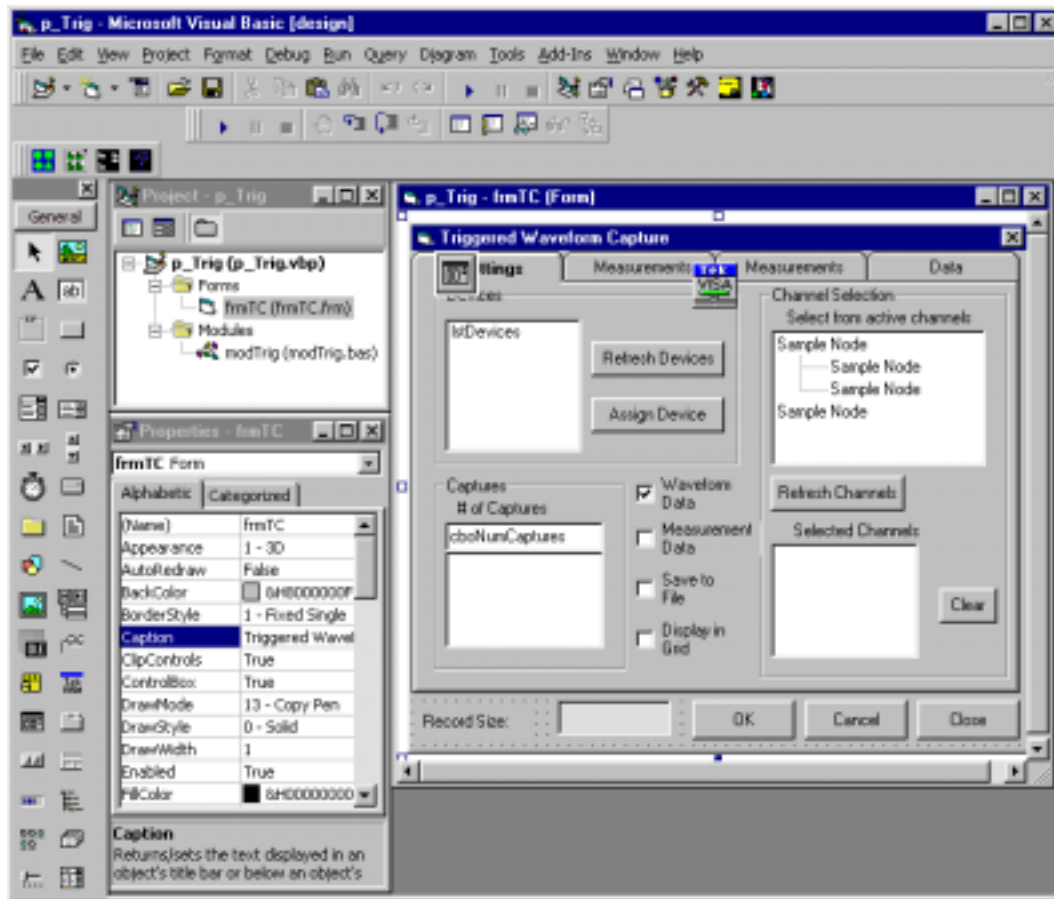 p_Trig - Microsoft Visual Basic [design]
File Edit View Project Format Debug Run Query Diagram Tools Add-Ins Window Help
General
Project - p_Trig
p_Trig (p_Trig.vbp)
Forms
frmTC (frmTC.frm)
Modules
modTrig (modTrig.bas)
Properties - frmTC
frmTC Form
Alphabetic Categorized
(Name) frmTC
Appearance 1 - 3D
AutoRedraw False
BackColor &H8000000F
BorderStyle 1 - Fixed Single
Caption Triggered Wavef
ClipControls True
ControlBox True
DrawMode 13 - Copy Pen
DrawStyle 0 - Solid
DrawWidth 1
Enabled True
FillColor &H00000000
Caption
Returns/sets the text displayed in an
object's title bar or below an object's
p_Trig - frmTC (Form)
Triggered Waveform Capture
ttings Measurements Measurements Data
Tek
VISA
Devices
lstDevices
Refresh Devices
Assign Device
Channel Selection
Select from active channels
Sample Node
Sample Node
Sample Node
Sample Node
Captures
# of Captures
cboNumCaptures
Waveform
Data
Measurement
Data
Save to
File
Display in
Grid
Refresh Channels
Selected Channels
Clear
Record Size:
OK Cancel Close